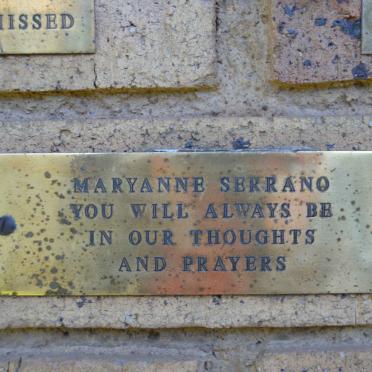 ISSED
MARYANNE SERRANO
YOU WILL ALWAYS BE
IN OUR THOUGHTS
AND PRAYERS